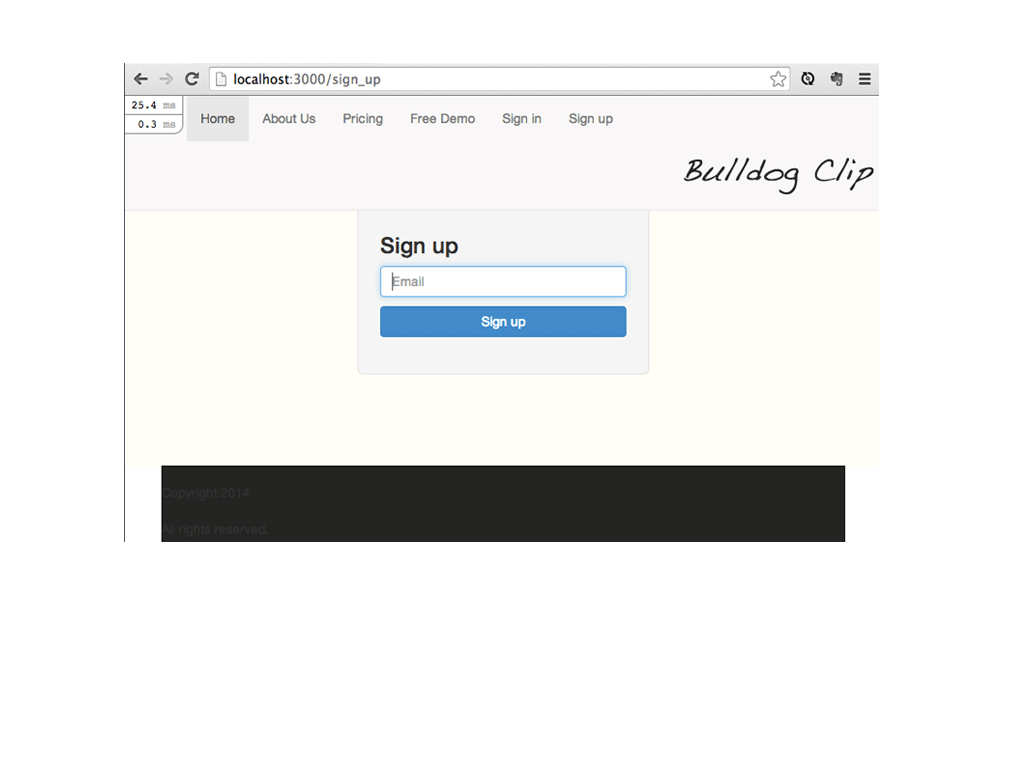 localhost:3000/sign_up
25.4 ms
0.3 ms
Home About Us Pricing Free Demo Sign in Sign up
Bulldog Clip
Sign up
Email
Sign up
Copyright 2014
All rights reserved.